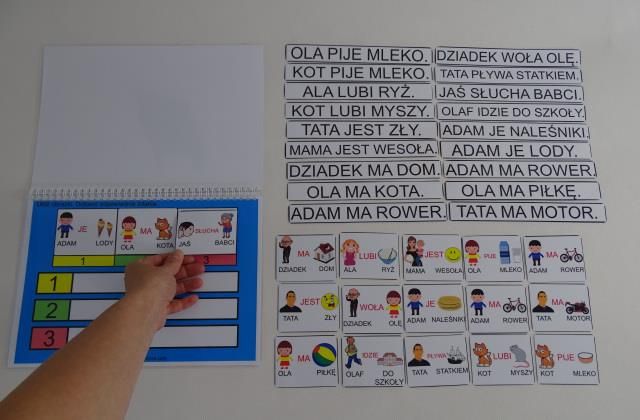 OLA PIJE MLEKO.
KOT PIJE MLEKO.
ALA LUBI RYŻ.
KOT LUBI MYSZY.
TATA JEST ZŁY.
MAMA JEST WESOŁA.
DZIADEK MA DOM.
OLA MA KOTA.
ADAM MA ROWER.
DZIADEK WOŁA OLĘ.
TATA PŁYWA STATKIEM.
JAŚ SŁUCHA BABCI.
OLAF IDZIE DO SZKOŁY.
ADAM JE NALEŚNIKI.
ADAM JE LODY.
ADAM MA ROWER.
OLA MA PIŁKĘ.
TATA MA MOTOR.
JE
ADAM LODY
MA
OLA KOTA
SŁUCHA
JAŚ BABCI
1 3
1
2
3
MA
DZIADEK DOM
LUBI
ALA RYŻ
JEST
MAMA WESOŁA
PIJE
OLA MLEKO
MA
ADAM ROWER
JEST
TATA ZŁY
WOŁA
DZIADEK OLĘ
JE
ADAM NALEŚNIKI
MA
ADAM ROWER
MA
TATA MOTOR
MA
OLA PIŁKĘ
IDZIE
OLAF DO SZKOŁY
PŁYWA
TATA STATKIEM
LUBI
KOT MYSZY
PIJE
KOT MLEKO